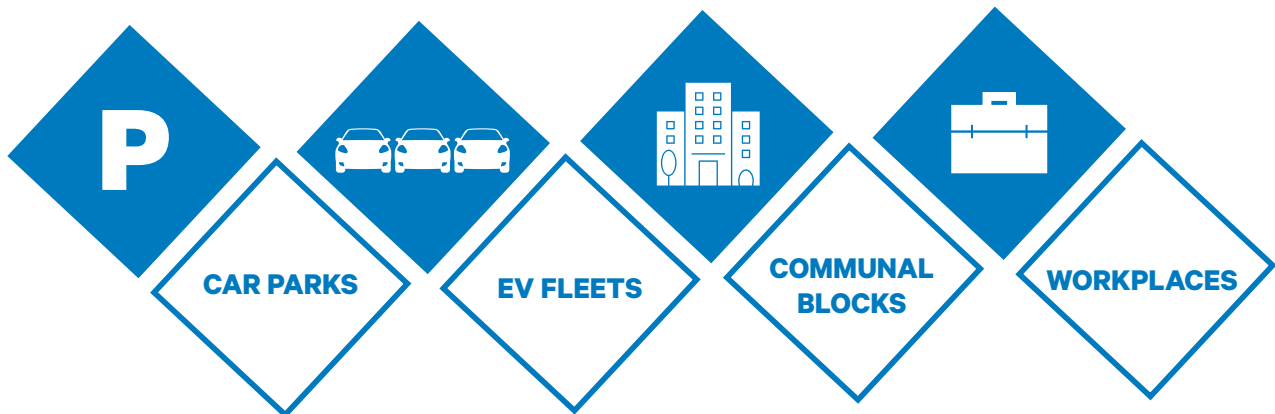 P
CAR PARKS
EV FLEETS
COMMUNAL
BLOCKS
WORKPLACES